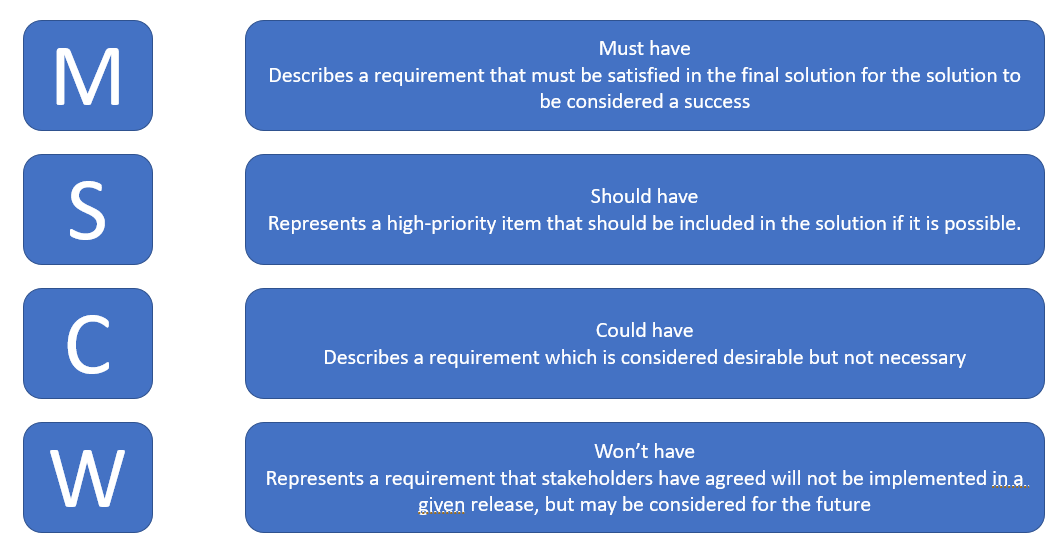 M
Must have
Describes a requirement that must be satisfied in the final solution for the solution to
be considered a success
S
Should have
Represents a high-priority item that should be included in the solution if it is possible.
C
Could have
Describes a requirement which is considered desirable but not necessary
W
Won’t have
Represents a requirement that stakeholders have agreed will not be implemented in a
given release, but may be considered for the future